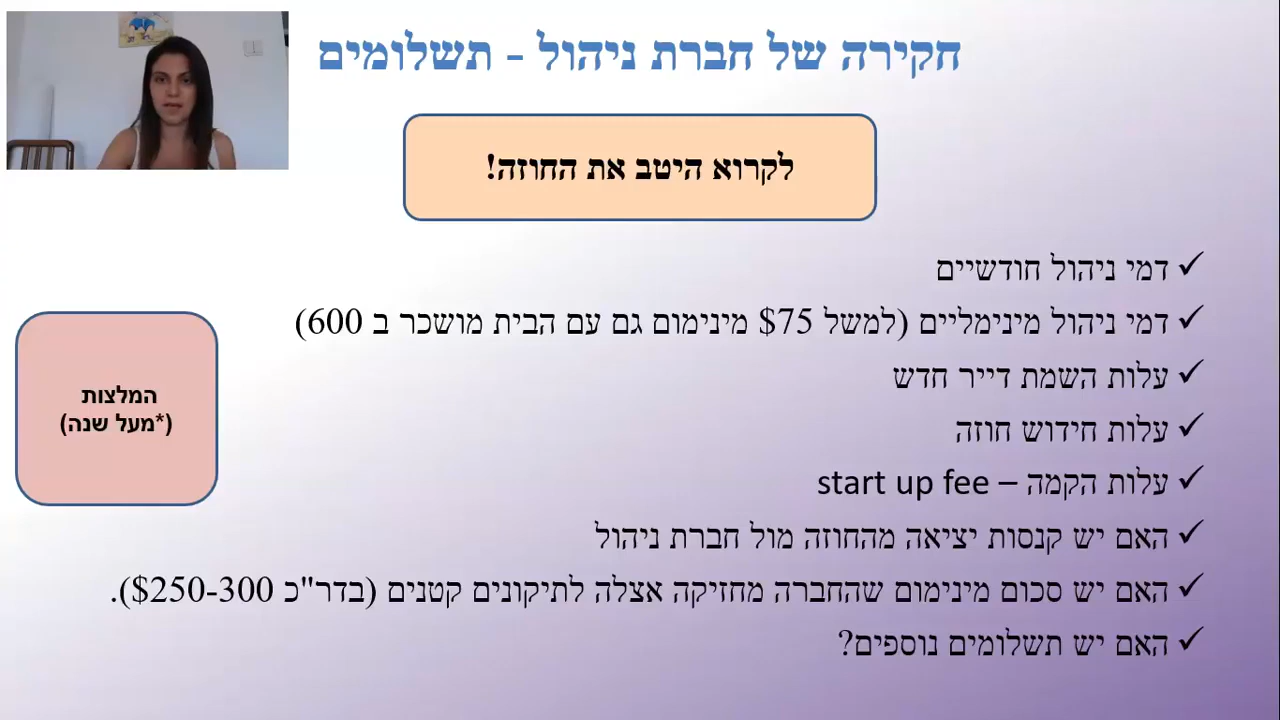 חקירה של חברת ניהול - תשלומים
לקרוא היטב את החוזה!
✓ דמי ניהול חודשיים
✓ דמי ניהול מינימליים (למשל 75$ מינימום גם עם הבית מושכר ב 600)
✓ עלות השמת דייר חדש
✓ עלות חידוש חוזה
✓ עלות הקמה – start up fee
✓ האם יש קנסות יציאה מהחוזה מול חברת ניהול
✓ האם יש סכום מינימום שהחברה מחזיקה אצלה לתיקונים קטנים (בדר"כ 250-300$).
✓ האם יש תשלומים נוספים?
המלצות
(*מעל שנה)